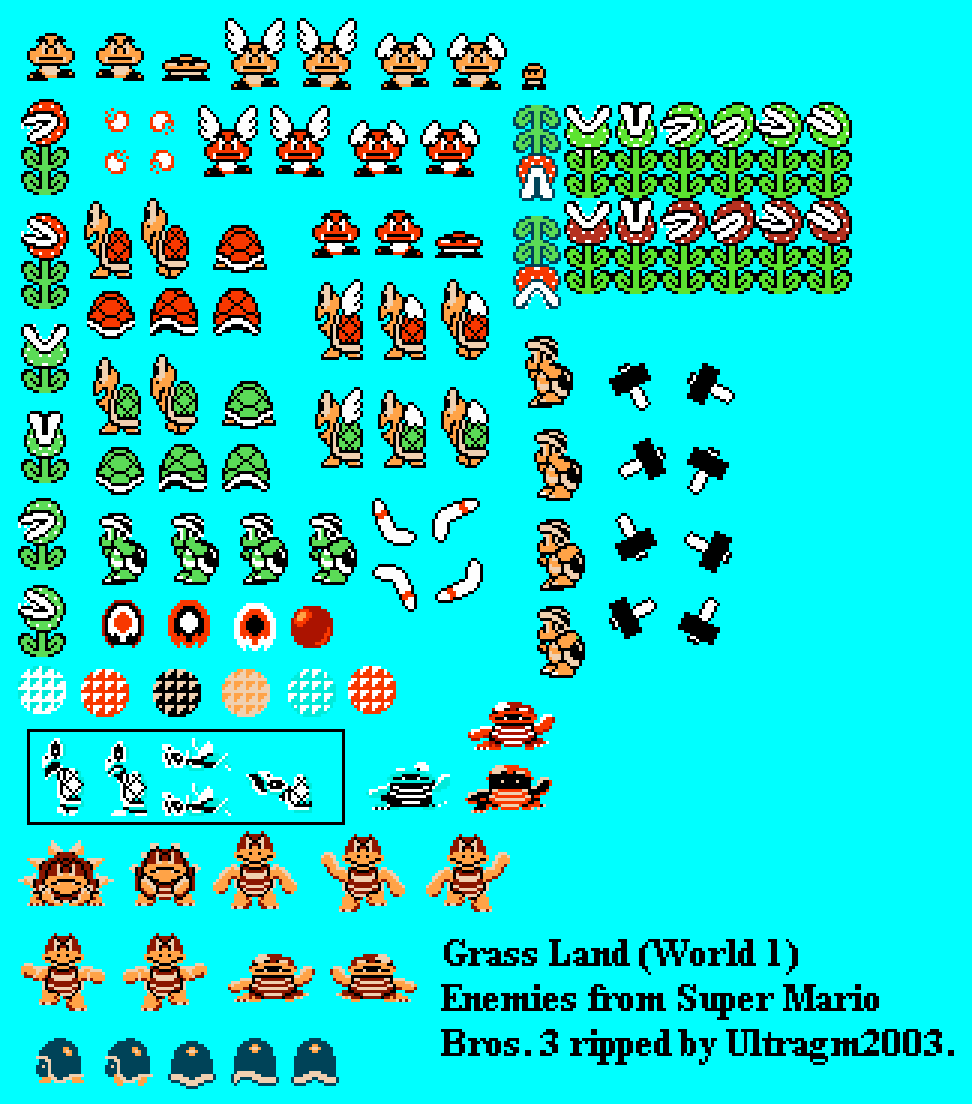 Grass Land (World 1)
Enemies from Super Mario
Bros. 3 ripped by Ultragm2003.